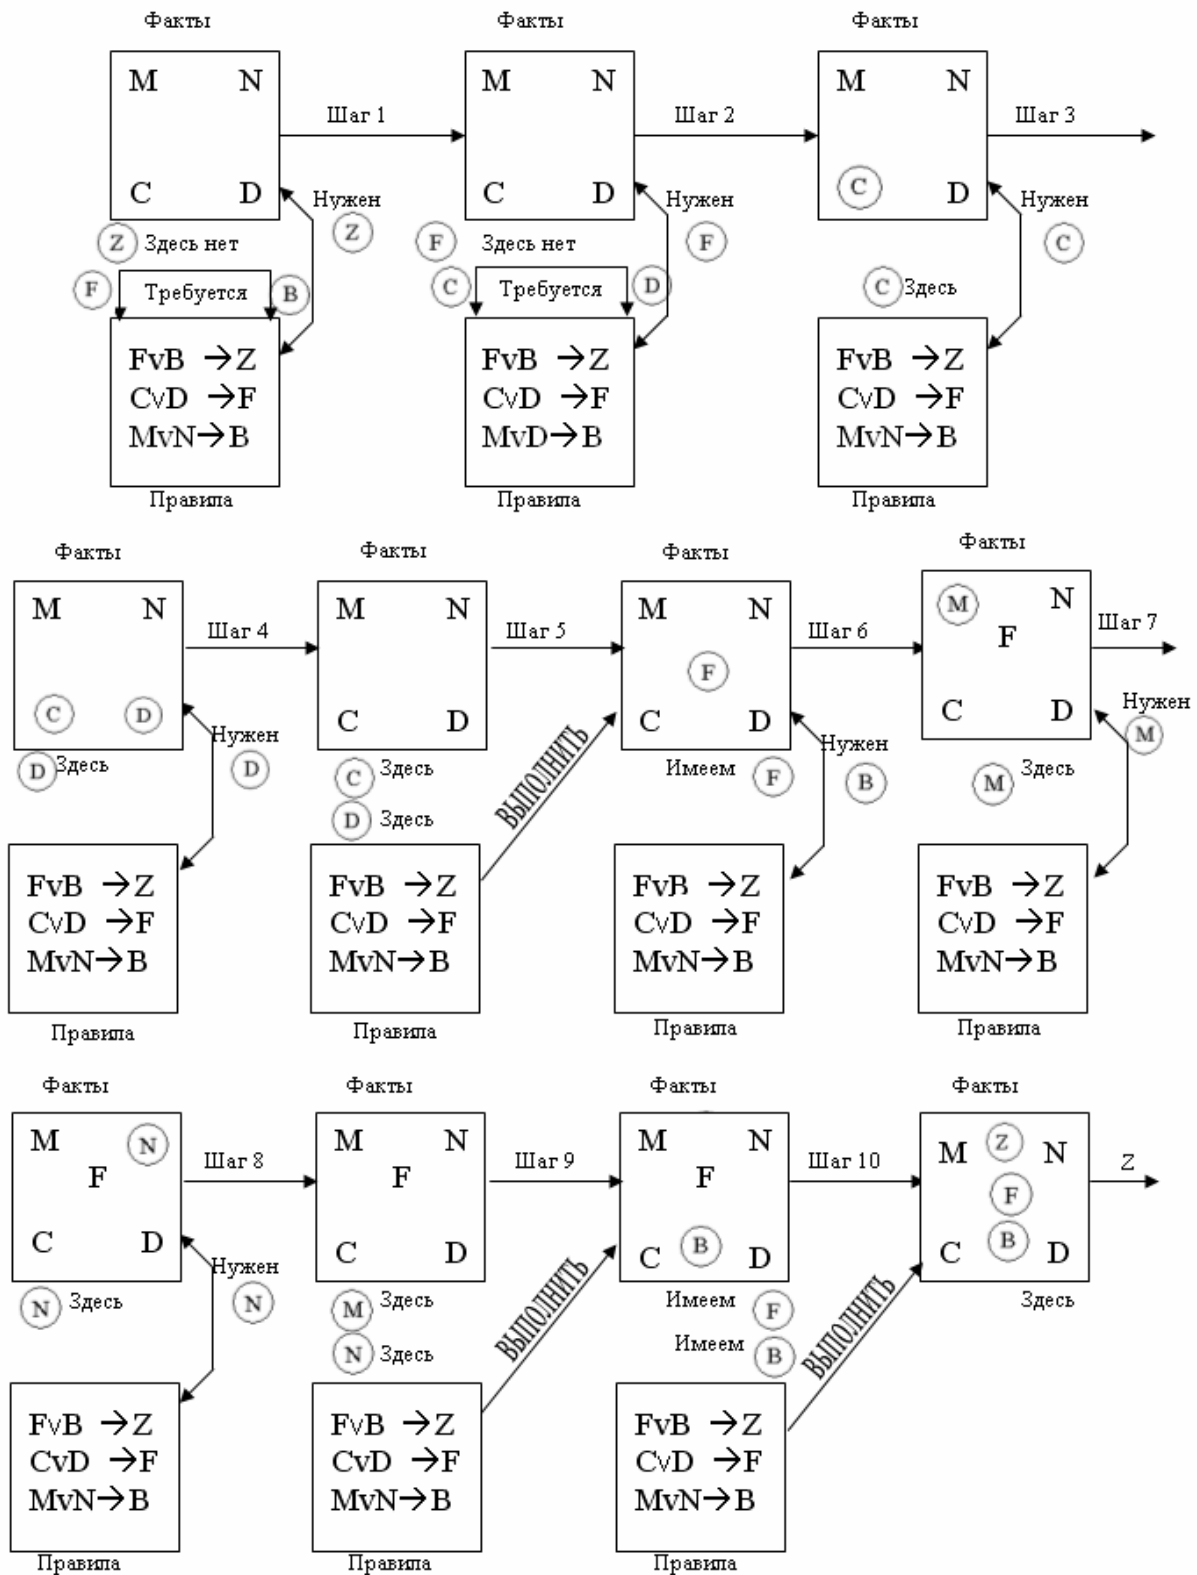 Факты Факты Факты
M N M N M N
Шаг 1 Шаг 2 Шаг 3
C D C D C D
Нужен Нужен Нужен
Z Здесь нет Z F Здесь нет F C
F Требуется B C Требуется D C Здесь
FvB →Z FvB →Z FvB →Z
CvD →F CvD →F CvD →F
MvN→B MvD→B MvN→B
Правила Правила Правила
Факты Факты Факты Факты
M N M N M N M N
Шаг 4 Шаг 5 Шаг 6 F Шаг 7
F
C D C D C D C D
Нужен Нужен Нужен
D Здесь D C Здесь ВЫПОЛНИТЬ Имеем F B M Здесь M
D Здесь
FvB →Z FvB →Z FvB →Z FvB →Z
CvD →F CvD →F CvD →F CvD →F
MvN→B MvN→B MvN→B MvN→B
Правила Правила Правила Правила
Факты Факты Факты Факты
M N M N M N M Z N
F Шаг 8 F Шаг 9 F Шаг 10 F Z
C D C D C B D C B D
Нужен
N Здесь N M Здесь ВЫПОЛНИТЬ Имеем F ВЫПОЛНИТЬ Здесь
N Здесь Имеем B
FvB →Z FvB →Z FvB →Z
CvD →F CvD →F CvD →F
MvN→B MvN→B MvN→B
Правила Правила Правила